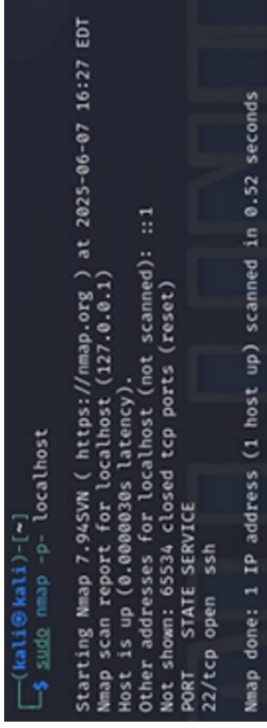 ┌──(kali㉿kali)-[~]
└─$ sudo nmap -p- localhost
Starting Nmap 7.94SVN ( https://nmap.org ) at 2025-06-07 16:27 EDT
Nmap scan report for localhost (127.0.0.1)
Host is up (0.0000030s latency).
Other addresses for localhost (not scanned): ::1
Not shown: 65534 closed tcp ports (reset)
PORT   STATE SERVICE
22/tcp open  ssh
Nmap done: 1 IP address (1 host up) scanned in 0.52 seconds